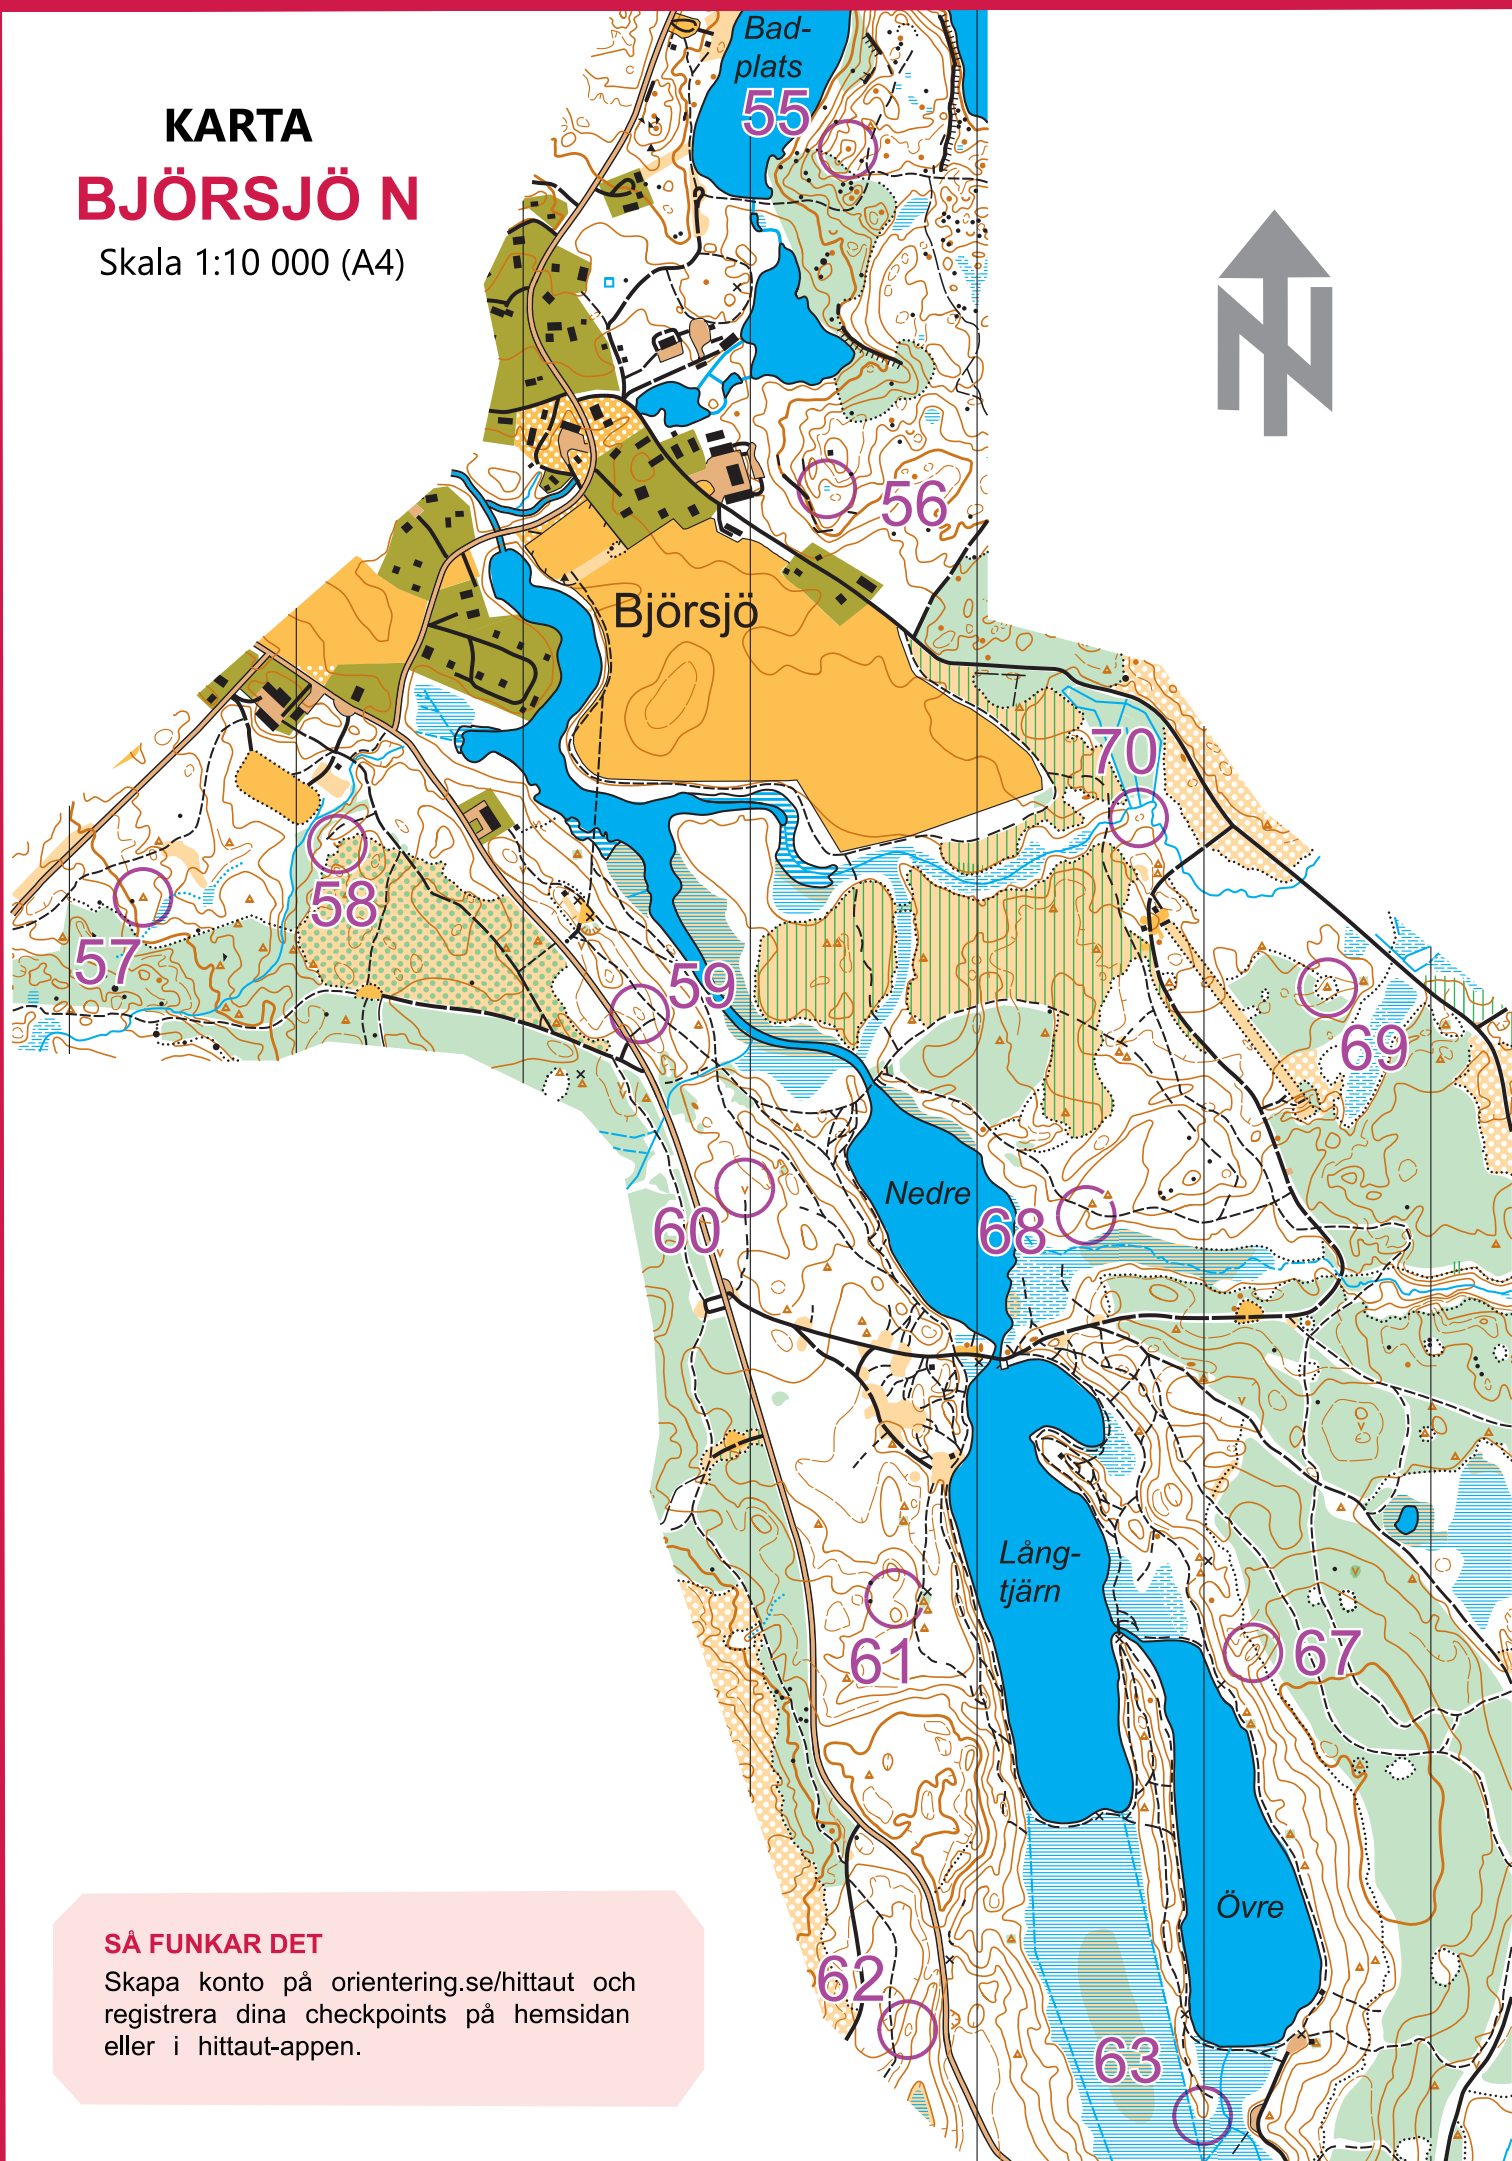 KARTA
BJÖRSJÖ N
Skala 1:10 000 (A4)
Bad-
plats
55
56
Björsjö
70
58
57
59
69
Nedre
60
68
Lång-
tjärn
61
67
Övre
62
63
SÅ FUNKAR DET
Skapa konto på orientering.se/hittaut och
registrera dina checkpoints på hemsidan
eller i hittaut-appen.